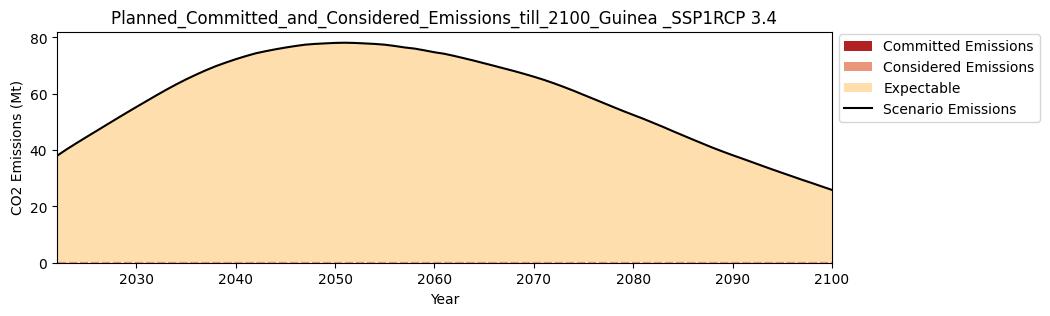 Planned_Committed_and_Considered_Emissions_till_2100_Guinea _SSP1RCP 3.4
Committed Emissions
Considered Emissions
Expectable
Scenario Emissions
CO2 Emissions (Mt)
80
60
40
20
0
2030 2040 2050 2060 2070 2080 2090 2100
Year